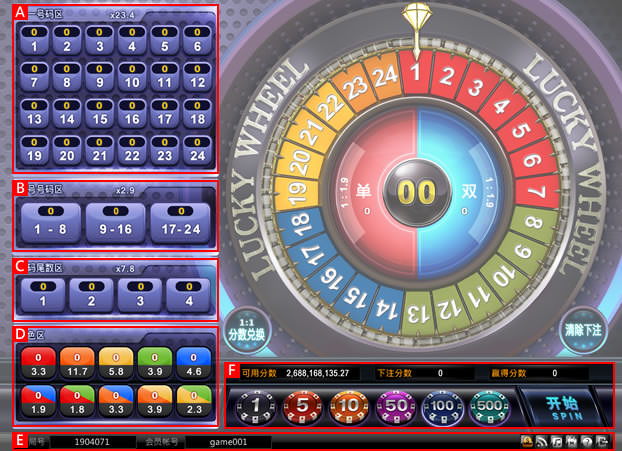 A 一号码区 x23.4
0 0 0 0 0 0
1 2 3 4 5 6
0 0 0 0 0 0
7 8 9 10 11 12
0 0 0 0 0 0
13 14 15 16 17 18
0 0 0 0 0 0
19 20 21 22 23 24
B 号号码区 x2.9
0 0 0
1 - 8 9 - 16 17- 24
C 码尾数区 x7.8
0 0 0 0
1 2 3 4
D 色区
0 0 0 0 0
3.3 11.7 5.8 3.9 4.6
0 0 0 0 0
1.9 1.8 3.3 3.9 2.3
LUCKY WHEEL
LUCKY WHEEL
1 2 3 4 5 6 7 8 9 10 11 12 13 14 15 16 17 18 19 20 21 22 23 24
1:1.9 单 0
00
双 1:1.9 0
1:1
分数兑换
清除下注
F 可用分数 2,688,168,135.27 下注分数 0 赢得分数 0
1 5 10 50 100 500
开始
SPIN
E 局号 1904071 会员帐号 game001